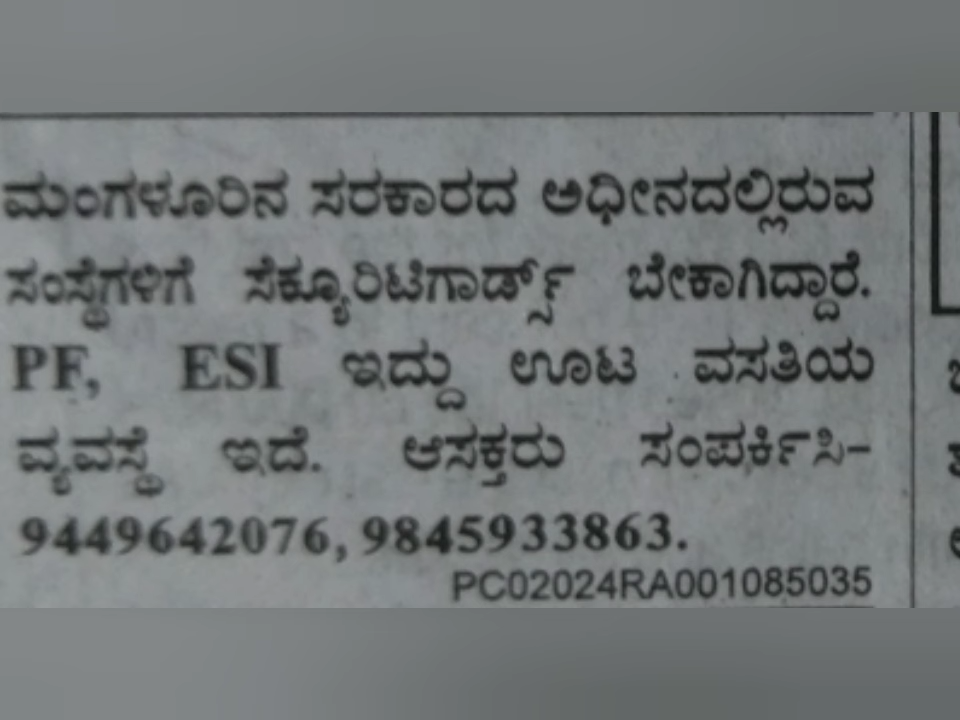 ಮಂಗಳೂರಿನ ಸರಕಾರದ ಅಧೀನದಲ್ಲಿರುವ
ಸಂಸ್ಥೆಗಳಿಗೆ ಸೆಕ್ಯೂರಿಟಿಗಾರ್ಡ್ಸ್ ಬೇಕಾಗಿದ್ದಾರೆ.
PF, ESI ಇದ್ದು ಊಟ ವಸತಿಯ
ವ್ಯವಸ್ಥೆ ಇದೆ. ಆಸಕ್ತರು ಸಂಪರ್ಕಿಸಿ-
9449642076, 9845933863.
PC02024RA001085035